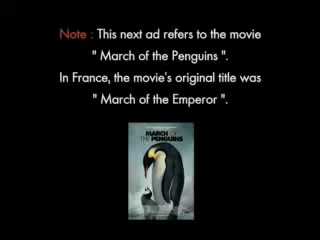 Note : This next ad refers to the movie
" March of the Penguins ".
In France, the movie's original title was
" March of the Emperor ".
MARCH OF
THE PENGUINS